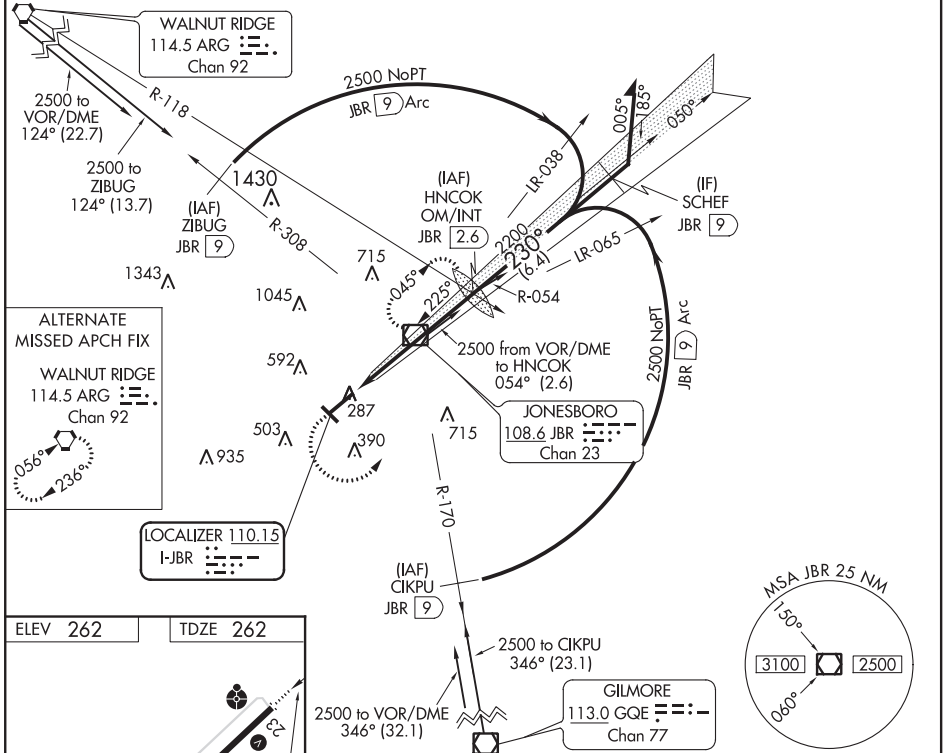 WALNUT RIDGE
114.5 ARG
Chan 92
2500 to
VOR/DME
124° (22.7)
2500 to
ZIBUG
124° (13.7)
R-118
2500 NoPT
JBR 9 Arc
005°
185°
050°
LR-038
(IAF)
ZIBUG
JBR 9
1430
R-308
(IAF)
HNCOK
OM/INT
JBR 2.6
(IF)
SCHEF
JBR 9
2200
230°
(6.4)
LR-065
R-054
1343
715
1045
045°
225°
2500 NoPT
JBR 9 Arc
ALTERNATE
MISSED APCH FIX
WALNUT RIDGE
114.5 ARG
Chan 92
056°
236°
592
2500 from VOR/DME
to HNCOK
054° (2.6)
287
JONESBORO
108.6 JBR
Chan 23
503
390
715
935
R-170
LOCALIZER 110.15
I-JBR
(IAF)
CIKPU
JBR 9
MSA JBR 25 NM
150°
3100
2500
060°
ELEV 262
TDZE 262
23
V
2500 to CIKPU
346° (23.1)
2500 to VOR/DME
346° (32.1)
GILMORE
113.0 GQE
Chan 77